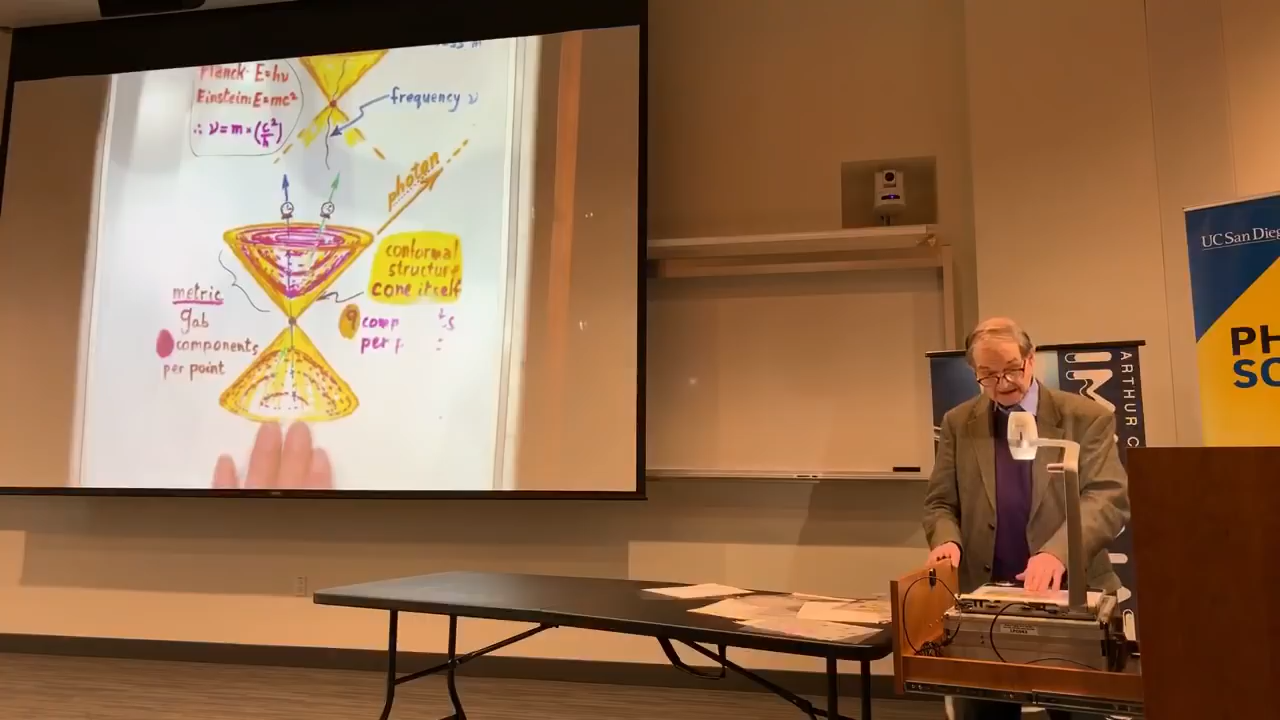 Planck: E=hν
Einstein: E=mc²
∴ ν=m×(c²/h)
frequency ν
photon
conformal
structure
cone itself
metric
gab
components
per point
9 comp
per p
UC San Dieg
PH
SC
ARTHUR C
IM